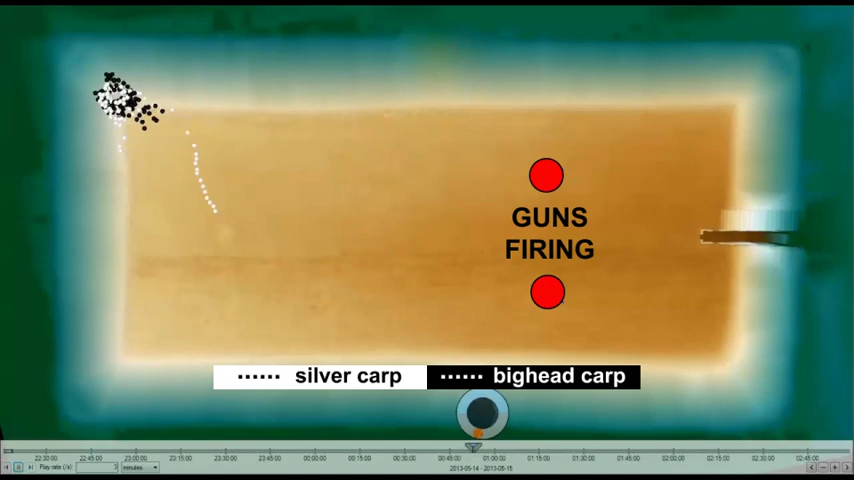 GUNS
FIRING
silver carp
bighead carp
22:30:00 22:45:00 23:00:00 23:15:00 23:30:00 23:45:00 00:00:00 00:15:00 00:30:00 00:45:00 01:00:00 01:15:00 01:30:00 01:45:00 02:00:00 02:15:00 02:30:00 02:45:00
Play rate (/s): 3 minutes
2013-05-14 - 2013-05-15